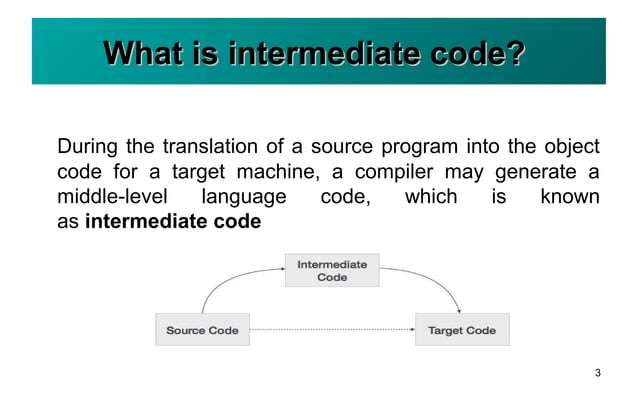 What is intermediate code?
During the translation of a source program into the object
code for a target machine, a compiler may generate a
middle-level language code, which is known
as intermediate code
Intermediate
Code
Source Code
Target Code
3